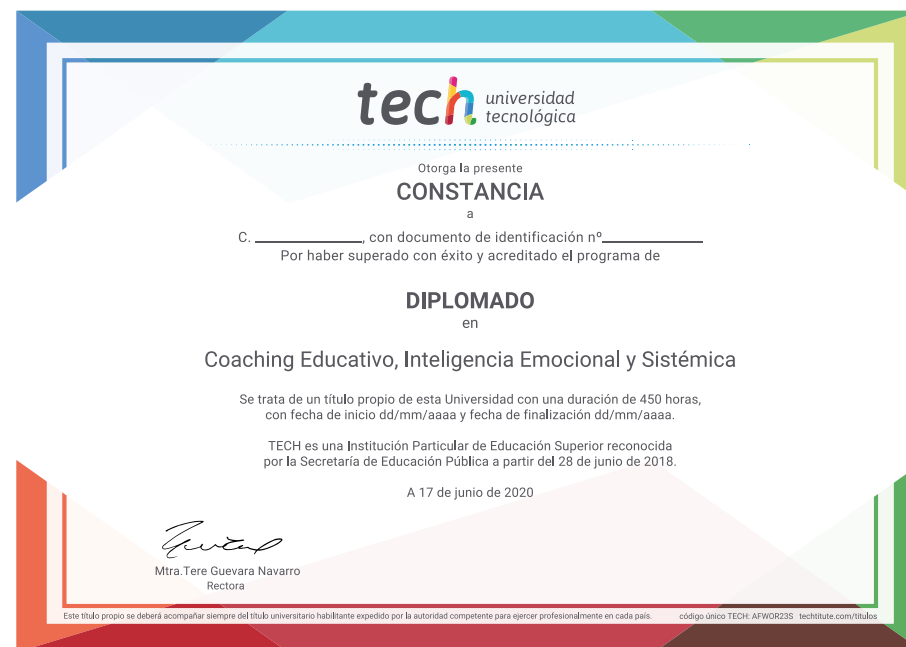 tech universidad
tecnológica
Otorga la presente
CONSTANCIA
a
C. ____________, con documento de identificación nº____________
Por haber superado con éxito y acreditado el programa de
DIPLOMADO
en
Coaching Educativo, Inteligencia Emocional y Sistémica
Se trata de un título propio de esta Universidad con una duración de 450 horas,
con fecha de inicio dd/mm/aaaa y fecha de finalización dd/mm/aaaa.
TECH es una Institución Particular de Educación Superior reconocida
por la Secretaría de Educación Pública a partir del 28 de junio de 2018.
A 17 de junio de 2020
Mtra.Tere Guevara Navarro
Rectora
Este título propio se deberá acompañar siempre del título universitario habilitante expedido por la autoridad competente para ejercer profesionalmente en cada país. código único TECH: AFWOR23S techtitute.com/títulos